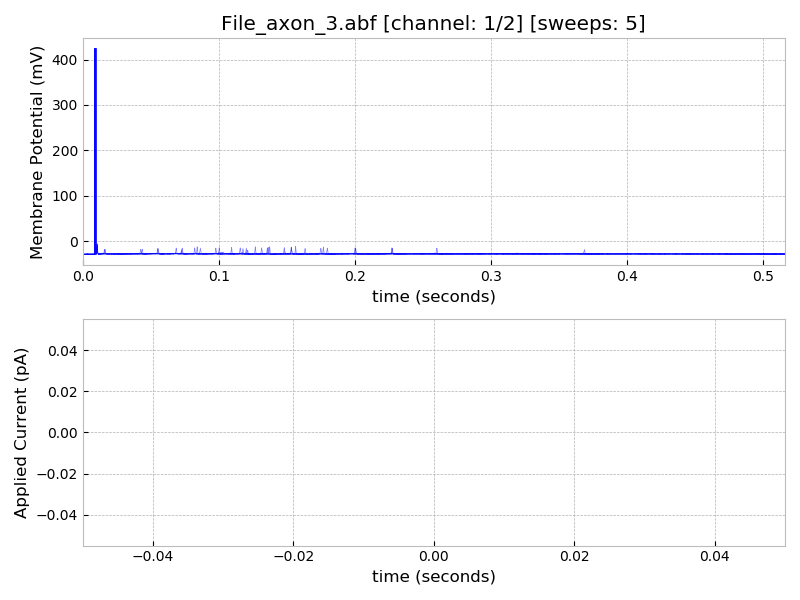 File_axon_3.abf [channel: 1/2] [sweeps: 5]
Membrane Potential (mV)
400
300
200
100
0
0.0 0.1 0.2 0.3 0.4 0.5
time (seconds)
Applied Current (pA)
0.04
0.02
0.00
−0.02
−0.04
−0.04 −0.02 0.00 0.02 0.04
time (seconds)